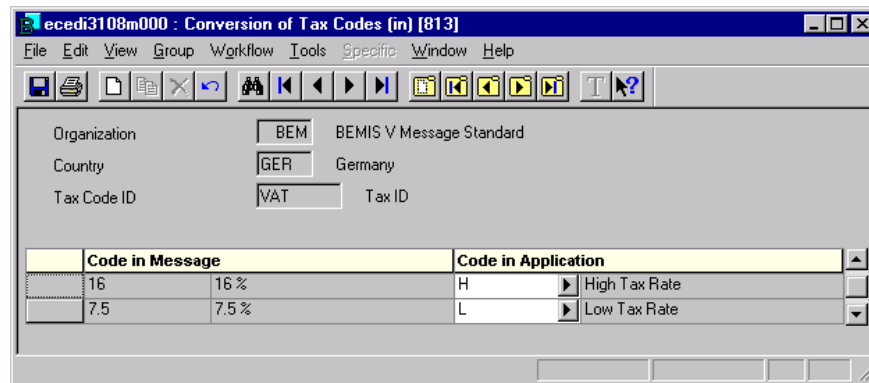 ecedi3108m000 : Conversion of Tax Codes (in) [813]
File Edit View Group Workflow Tools Specific Window Help
Organization BEM BEMIS V Message Standard
Country GER Germany
Tax Code ID VAT Tax ID
Code in Message Code in Application
16 16 % H High Tax Rate
7.5 7.5 % L Low Tax Rate